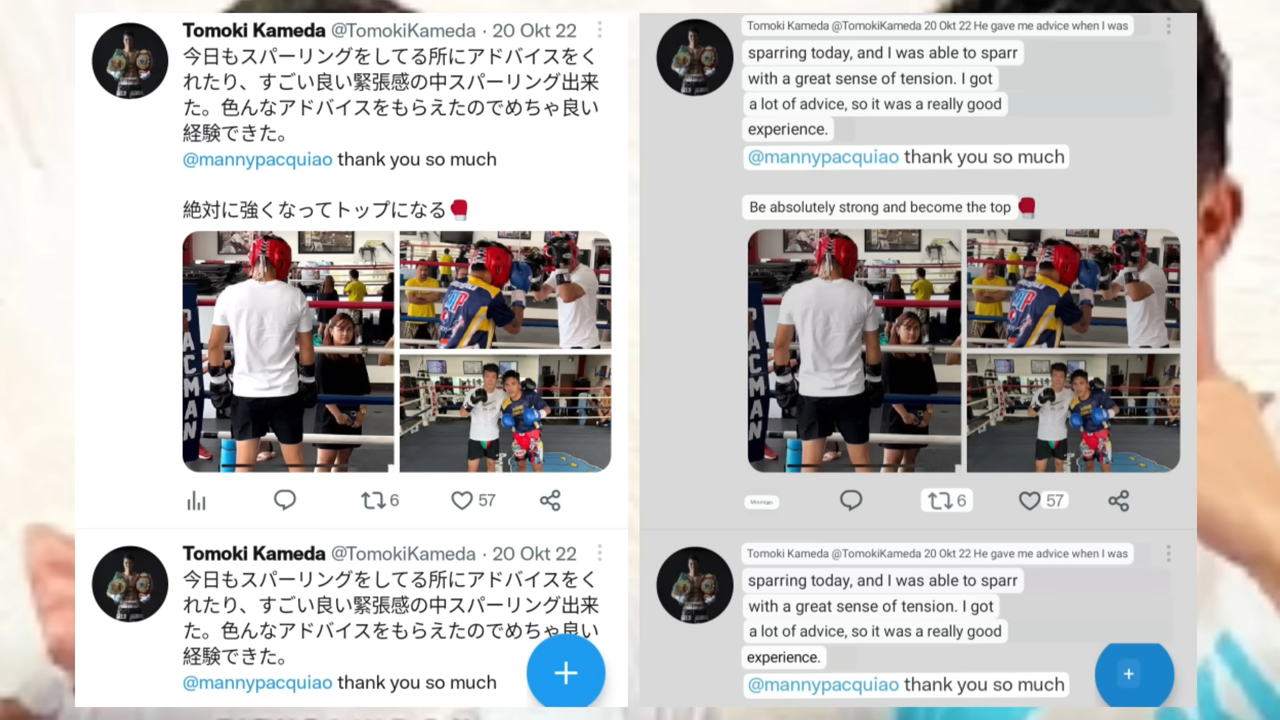 Tomoki Kameda @TomokiKameda · 20 Okt 22
今日もスパーリングをしてる所にアドバイスをく
れたり、すごい良い緊張感の中スパーリング出来
た。色んなアドバイスをもらえたのでめちゃ良い
経験できた。
@mannypacquiao thank you so much
絶対に強くなってトップになる
PACMAN
6
57
Tomoki Kameda @TomokiKameda · 20 Okt 22
今日もスパーリングをしてる所にアドバイスをく
れたり、すごい良い緊張感の中スパーリング出来
た。色んなアドバイスをもらえたのでめちゃ良い
経験できた。
@mannypacquiao thank you so much
Tomoki Kameda @TomokiKameda 20 Okt 22 He gave me advice when I was
sparring today, and I was able to sparr
with a great sense of tension. I got
a lot of advice, so it was a really good
experience.
@mannypacquiao thank you so much
Be absolutely strong and become the top
PACMAN
6
57
Tomoki Kameda @TomokiKameda 20 Okt 22 He gave me advice when I was
sparring today, and I was able to sparr
with a great sense of tension. I got
a lot of advice, so it was a really good
experience.
@mannypacquiao thank you so much